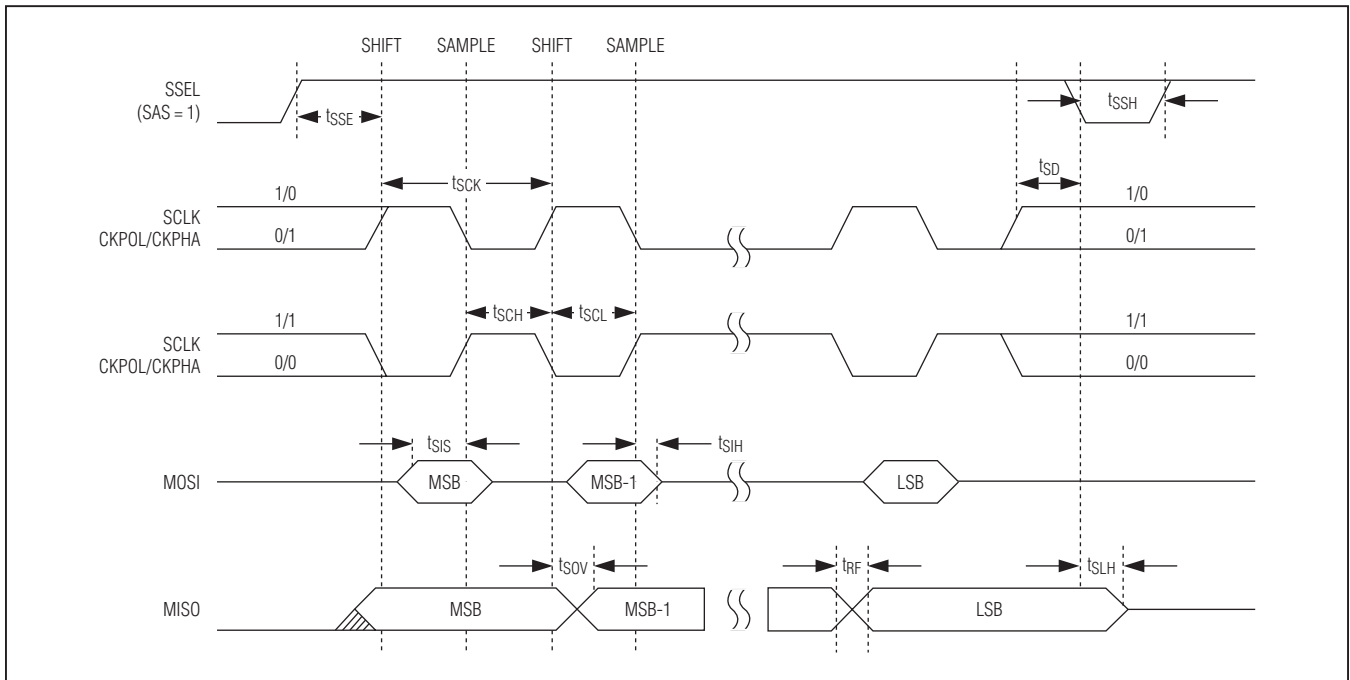 SHIFT SAMPLE SHIFT SAMPLE
SSEL
(SAS = 1)
tSSE
tSSH
tSCK
tSD
1/0 1/0
SCLK
CKPOL/CKPHA
0/1 0/1
tSCH tSCL
1/1 1/1
SCLK
CKPOL/CKPHA
0/0 0/0
tSIS tSIH
MOSI MSB MSB-1 LSB
tSOV tRF tSLH
MISO MSB MSB-1 LSB